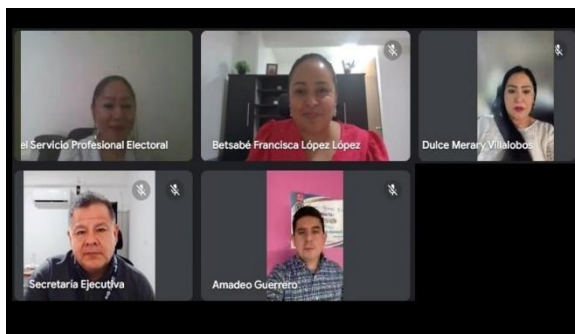 el Servicio Profesional Electoral
Betsabé Francisca López López
Dulce Merary Villalobos
Secretaría Ejecutiva
Amadeo Guerrero